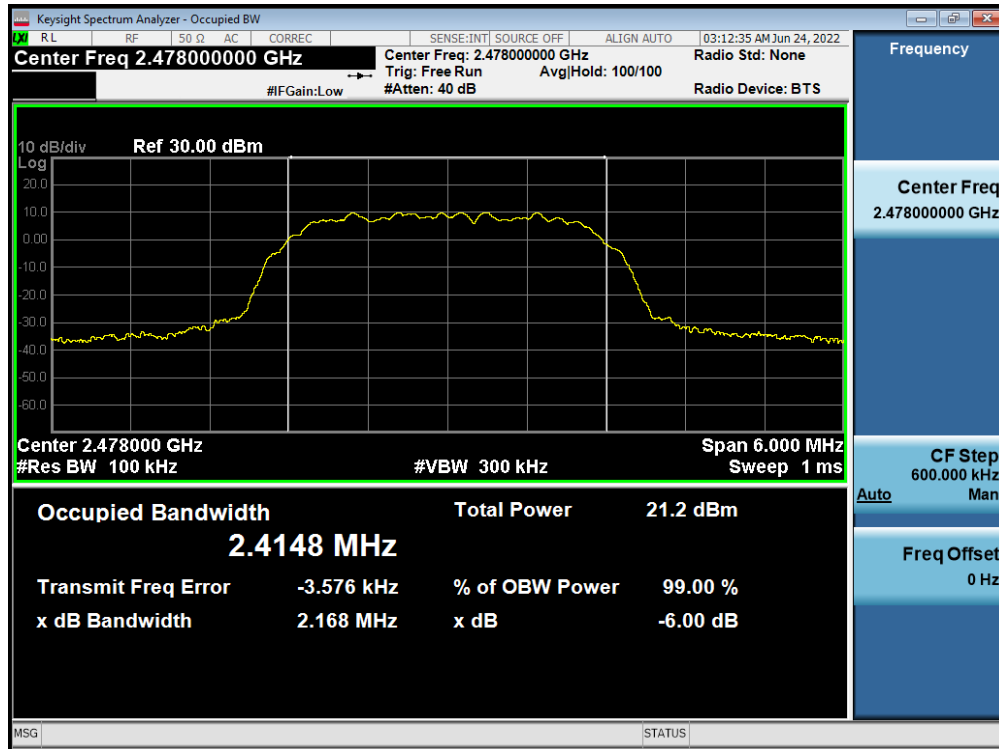 Keysight Spectrum Analyzer - Occupied BW
LXI RL RF 50 Ω AC CORREC SENSE:INT SOURCE OFF ALIGN AUTO 03:12:35 AM Jun 24, 2022
Center Freq 2.478000000 GHz
#IFGain:Low
Center Freq: 2.478000000 GHz
Trig: Free Run Avg|Hold: 100/100
#Atten: 40 dB
Radio Std: None
Radio Device: BTS
10 dB/div Ref 30.00 dBm
Log
20.0
10.0
0.00
-10.0
-20.0
-30.0
-40.0
-50.0
-60.0
Center 2.478000 GHz Span 6.000 MHz
#Res BW 100 kHz #VBW 300 kHz Sweep 1 ms
Occupied Bandwidth Total Power 21.2 dBm
2.4148 MHz
Transmit Freq Error -3.576 kHz % of OBW Power 99.00 %
x dB Bandwidth 2.168 MHz x dB -6.00 dB
Frequency
Center Freq
2.478000000 GHz
CF Step
600.000 kHz
Auto Man
Freq Offset
0 Hz
MSG STATUS